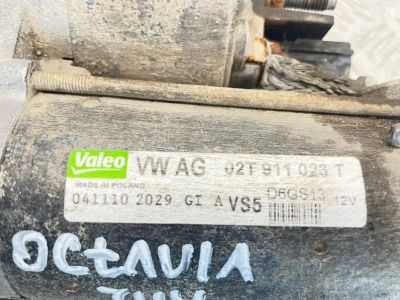 Valeo VW AG 02T 911 023 T
MADE IN POLAND D6GS13 12V
041110 2029 GI A VS5
OCTAVIA